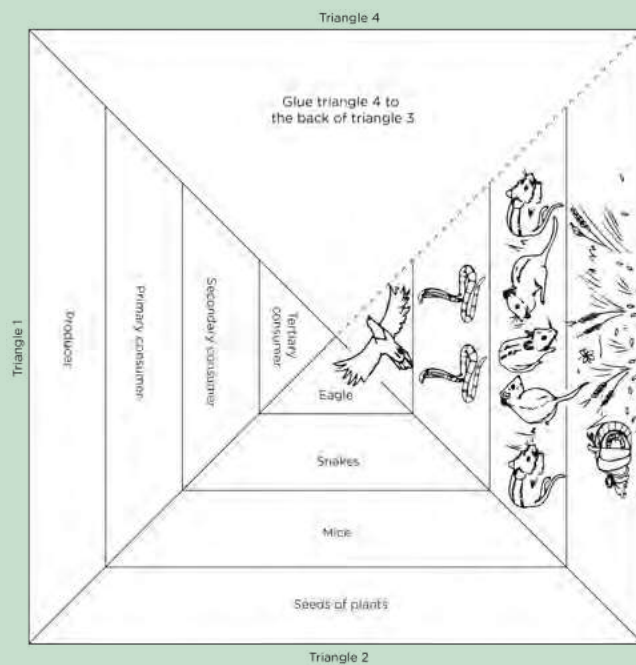 Triangle 4
Glue triangle 4 to
the back of triangle 3
Triangle 1
Producer
Primary consumer
Secondary consumer
Tertiary
consumer
Eagle
Snakes
Mice
Seeds of plants
Triangle 2